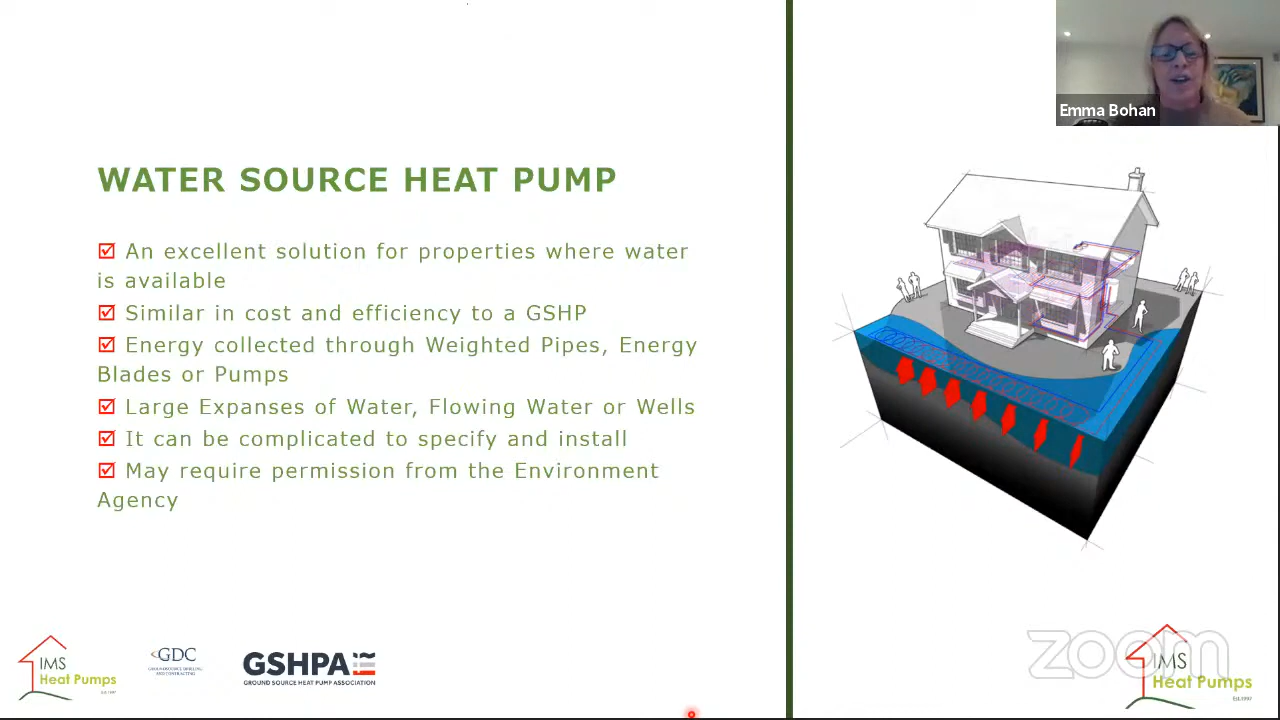 Emma Bohan
WATER SOURCE HEAT PUMP
An excellent solution for properties where water
is available
Similar in cost and efficiency to a GSHP
Energy collected through Weighted Pipes, Energy
Blades or Pumps
Large Expanses of Water, Flowing Water or Wells
It can be complicated to specify and install
May require permission from the Environment
Agency
IMS
Heat Pumps
GDC
GSHPA
GROUND SOURCE HEAT PUMP ASSOCIATION
zoom
IMS
Heat Pumps